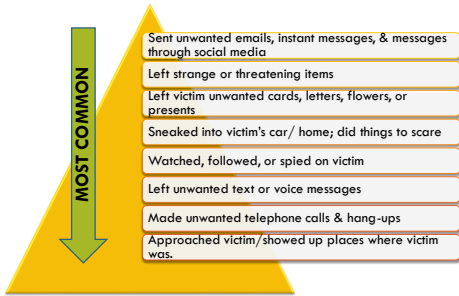 MOST COMMON
Sent unwanted emails, instant messages, & messages
through social media
Left strange or threatening items
Left victim unwanted cards, letters, flowers, or
presents
Sneaked into victim's car/ home; did things to scare
Watched, followed, or spied on victim
Left unwanted text or voice messages
Made unwanted telephone calls & hang-ups
Approached victim/showed up places where victim
was.